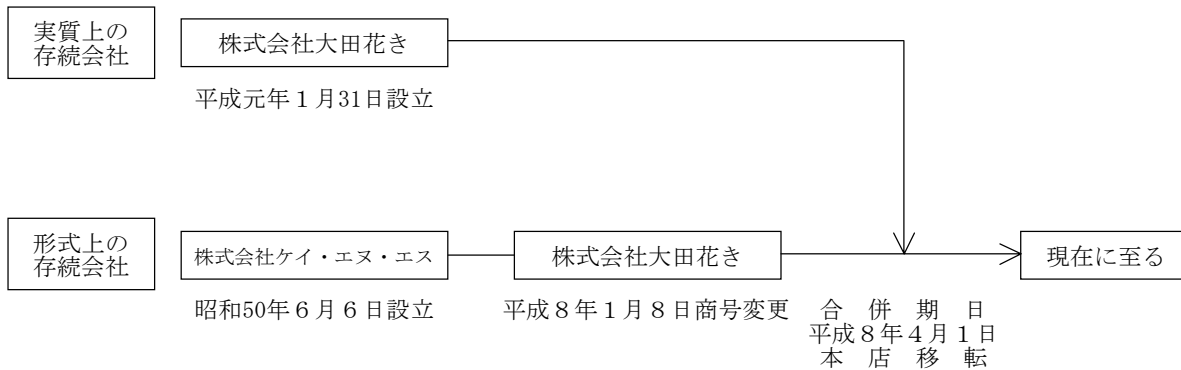 実質上の
存続会社
株式会社大田花き
平成元年１月31日設立
形式上の
存続会社
株式会社ケイ・エヌ・エス
株式会社大田花き
現在に至る
昭和50年６月６日設立
平成８年１月８日商号変更
合併期日
平成８年４月１日
本店移転